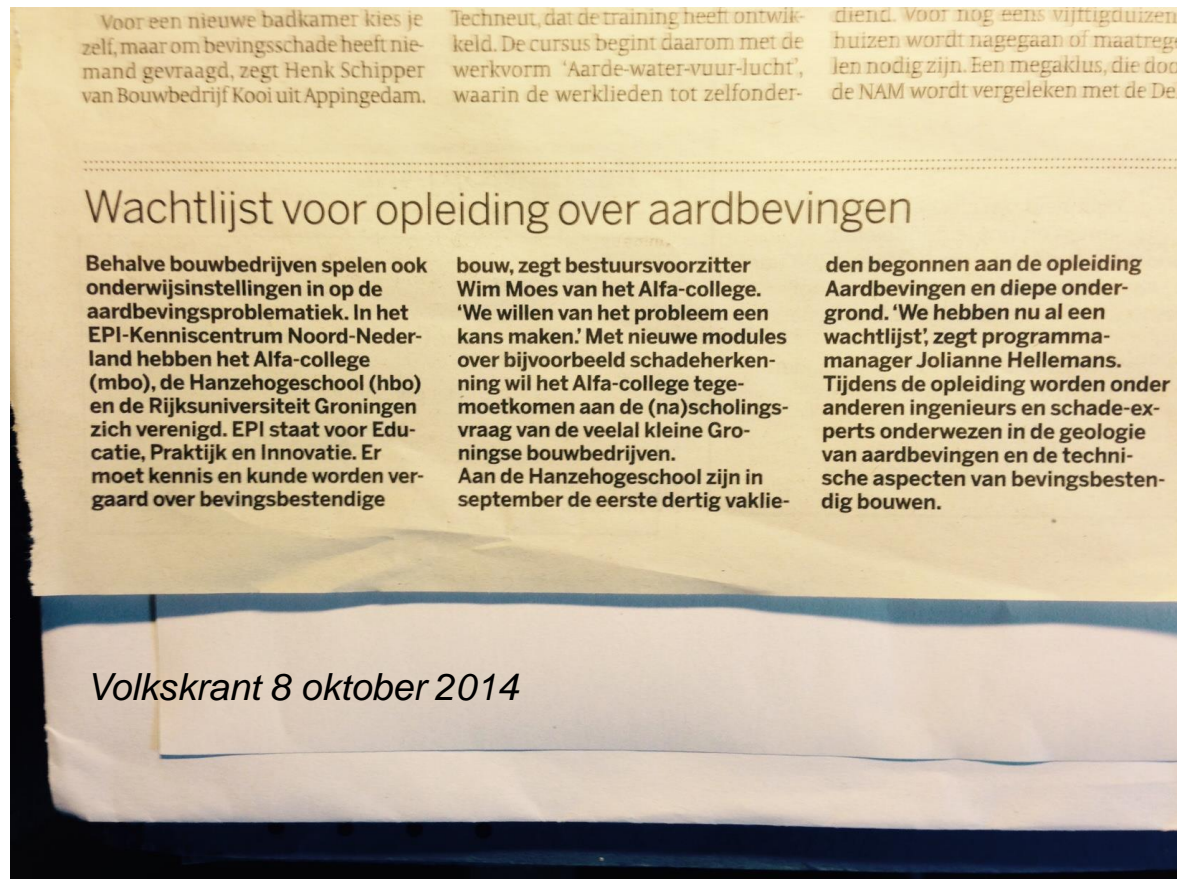 Voor een nieuwe badkamer kies je
zelf, maar om bevingsschade heeft nie-
mand gevraagd, zegt Henk Schipper
van Bouwbedrijf Kooi uit Appingedam.
Techneut, dat de training heeft ontwik-
keld. De cursus begint daarom met de
werkvorm 'Aarde-water-vuur-lucht',
waarin de werklieden tot zelfonder-
diend. Voor nog eens vijftigduizen
huizen wordt nagegaan of maatrege
len nodig zijn. Een megaklus, die doo
de NAM wordt vergeleken met de De
Wachtlijst voor opleiding over aardbevingen
Behalve bouwbedrijven spelen ook
onderwijsinstellingen in op de
aardbevingsproblematiek. In het
EPI-Kenniscentrum Noord-Neder-
land hebben het Alfa-college
(mbo), de Hanzehogeschool (hbo)
en de Rijksuniversiteit Groningen
zich verenigd. EPI staat voor Edu-
catie, Praktijk en Innovatie. Er
moet kennis en kunde worden ver-
gaard over bevingsbestendige
bouw, zegt bestuursvoorzitter
Wim Moes van het Alfa-college.
'We willen van het probleem een
kans maken.' Met nieuwe modules
over bijvoorbeeld schadeherken-
ning wil het Alfa-college tege-
moetkomen aan de (na)scholings-
vraag van de veelal kleine Gro-
ningse bouwbedrijven.
Aan de Hanzehogeschool zijn in
september de eerste dertig vaklie-
den begonnen aan de opleiding
Aardbevingen en diepe onder-
grond. 'We hebben nu al een
wachtlijst', zegt programma-
manager Jolianne Hellemans.
Tijdens de opleiding worden onder
anderen ingenieurs en schade-ex-
perts onderwezen in de geologie
van aardbevingen en de techni-
sche aspecten van bevingsbesten-
dig bouwen.
Volkskrant 8 oktober 2014